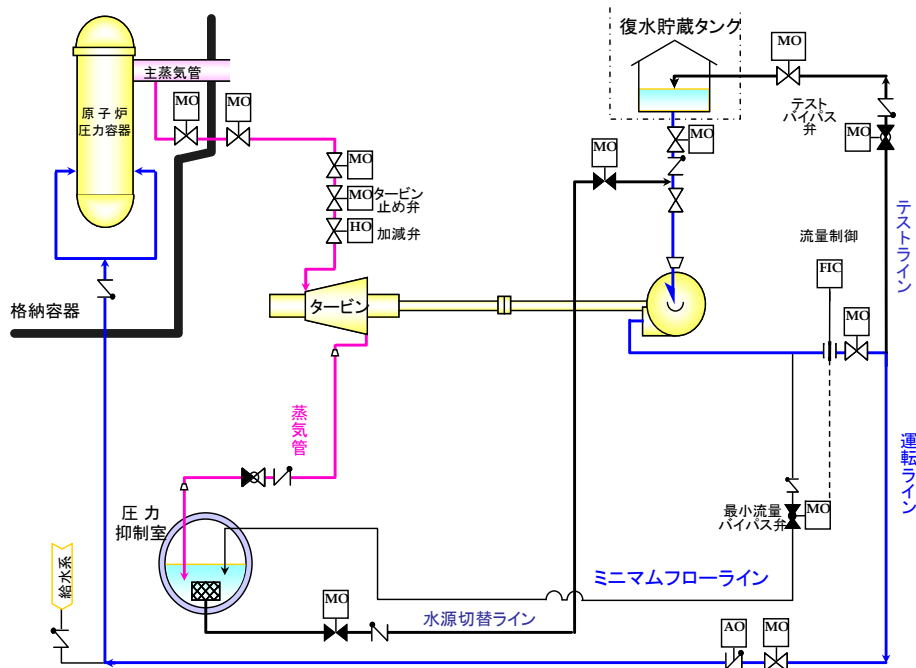 復水貯蔵タンク
MO
主蒸気管
MO
MO
原子炉
圧力容器
テスト
バイパス
弁
MO
MO
MO
MO
MO
タービン
止め弁
HO
加減弁
テストライン
流量制御
FIC
格納容器
タービン
MO
蒸気管
運転ライン
圧力
抑制室
最小流量
バイパス弁
MO
給水系
ミニマムフローライン
MO
水源切替ライン
AO
MO